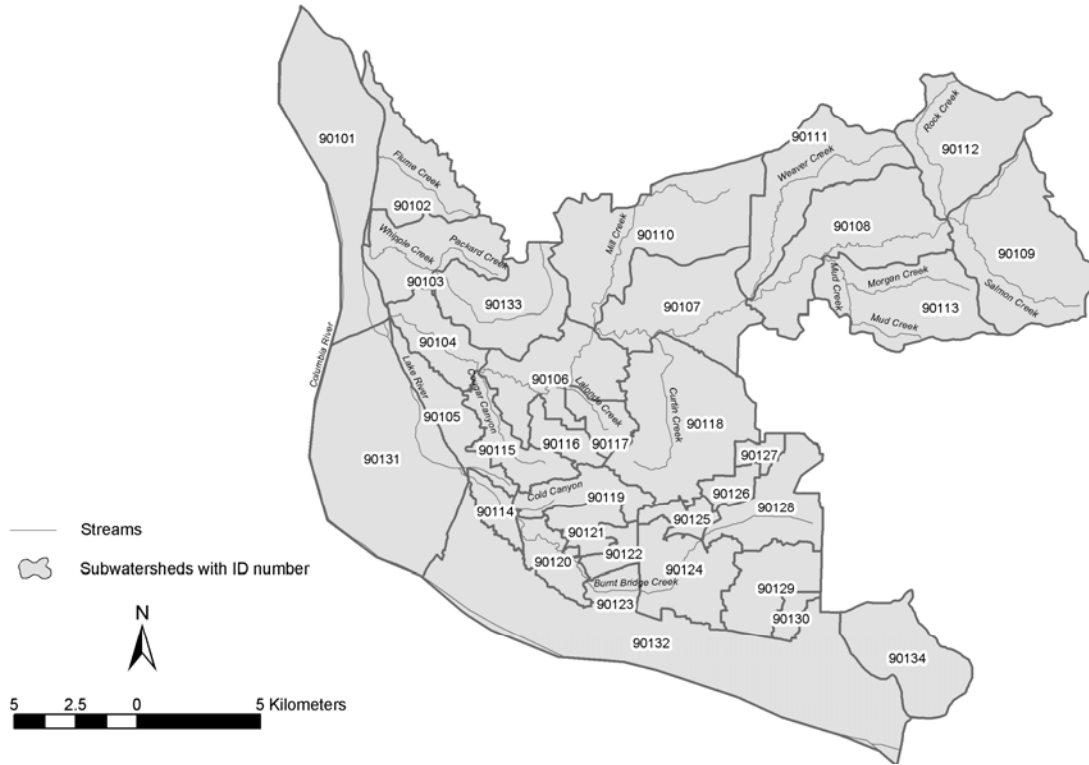 90101
Rock Creek
90111
90112
Flume Creek
Weaver Creek
90102
90108
Mill Creek
90110
Whipple Creek
Packard Creek
90109
90103
90133
Mud Creek
Morgan Creek
Salmon Creek
90107
90113
Mud Creek
90104
Columbia River
Lake River
Cougar Canyon
90106
Lalonde Creek
Curtin Creek
90118
90105
90116
90117
90115
90131
90127
Cold Canyon
90119
90126
90114
90128
90125
90121
90122
90120
90124
Burnt Bridge Creek
90129
90123
90130
90132
90134
Streams
Subwatersheds with ID number
N
5 2.5 0 5 Kilometers